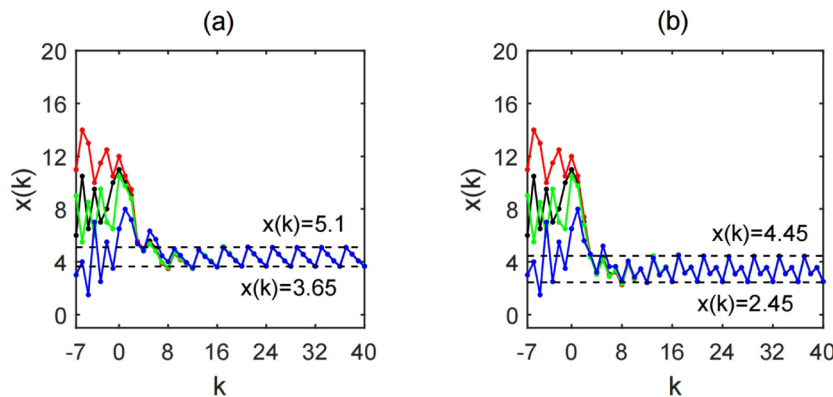 (a)
20
16
12
8
4
0
x(k)
x(k)=5.1
x(k)=3.65
-7 0 8 16 24 32 40
k
(b)
20
16
12
8
4
0
x(k)
x(k)=4.45
x(k)=2.45
-7 0 8 16 24 32 40
k